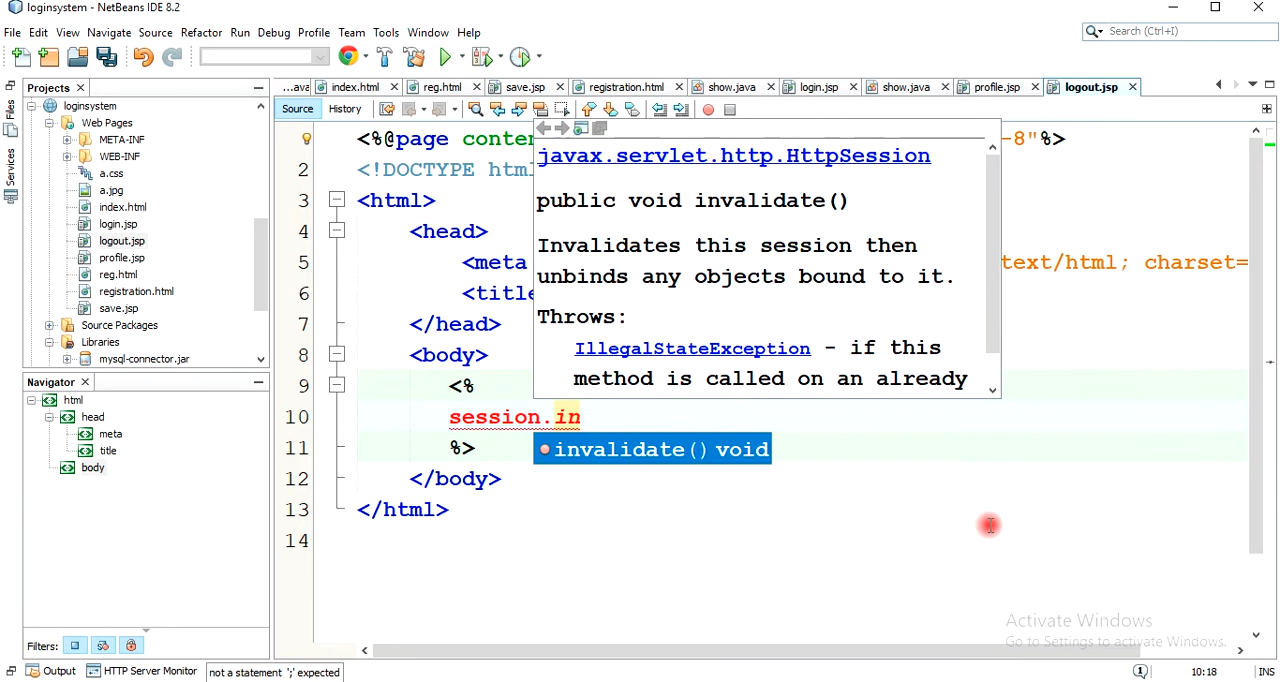 loginsystem - NetBeans IDE 8.2
File Edit View Navigate Source Refactor Run Debug Profile Team Tools Window Help
Search (Ctrl+I)
Projects
...ava index.html reg.html save.jsp registration.html show.java login.jsp show.java profile.jsp logout.jsp
Files
Services
loginsystem
Web Pages
META-INF
WEB-INF
a.css
a.jpg
index.html
login.jsp
logout.jsp
profile.jsp
reg.html
registration.html
save.jsp
Source Packages
Libraries
mysql-connector.jar
Navigator
html
head
meta
title
body
Filters:
Source History
<%@page conten -8"%>
2 <!DOCTYPE html
3 <html>
4 <head>
5 <meta text/html; charset=
6 <title
7 </head>
8 <body>
9 <%
10 session.in
11 %>
12 </body>
13 </html>
14
javax.servlet.http.HttpSession
public void invalidate()
Invalidates this session then
unbinds any objects bound to it.
Throws:
IllegalStateException - if this
method is called on an already
invalidate() void
Activate Windows
Go to Settings to activate Windows.
Output HTTP Server Monitor not a statement ';' expected
1 10:18 INS